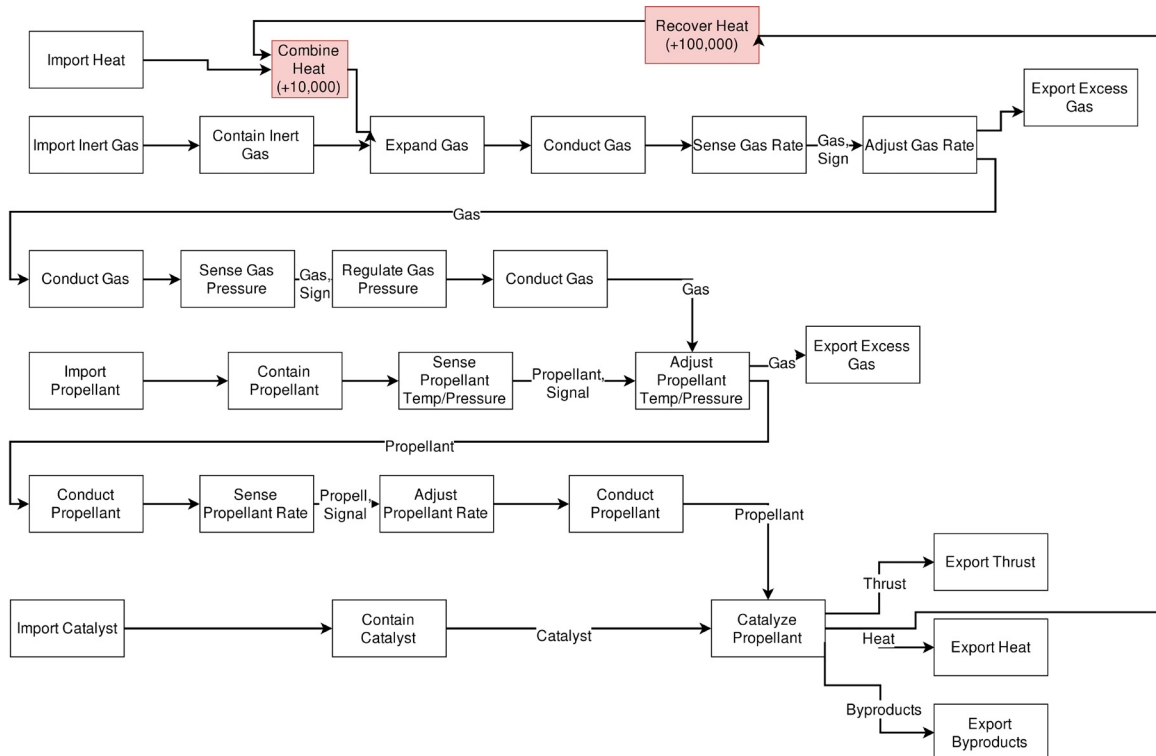 Recover Heat
(+100,000)
Import Heat
Combine
Heat
(+10,000)
Export Excess
Gas
Import Inert Gas
Contain Inert
Gas
Expand Gas
Conduct Gas
Sense Gas Rate
Gas,
Sign
Adjust Gas Rate
Gas
Conduct Gas
Sense Gas
Pressure
Gas,
Sign
Regulate Gas
Pressure
Conduct Gas
Gas
Import
Propellant
Contain
Propellant
Sense
Propellant
Temp/Pressure
Propellant,
Signal
Adjust
Propellant
Temp/Pressure
Gas
Export Excess
Gas
Propellant
Conduct
Propellant
Sense
Propellant Rate
Propell,
Signal
Adjust
Propellant Rate
Conduct
Propellant
Propellant
Import Catalyst
Contain
Catalyst
Catalyst
Catalyze
Propellant
Thrust
Export Thrust
Heat
Export Heat
Byproducts
Export
Byproducts